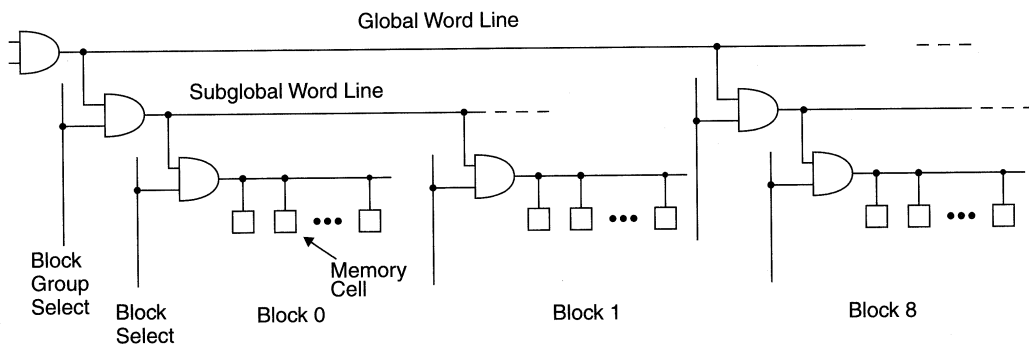 Global Word Line
Subglobal Word Line
Block
Group
Select
Block
Select
Memory
Cell
Block 0
Block 1
Block 8